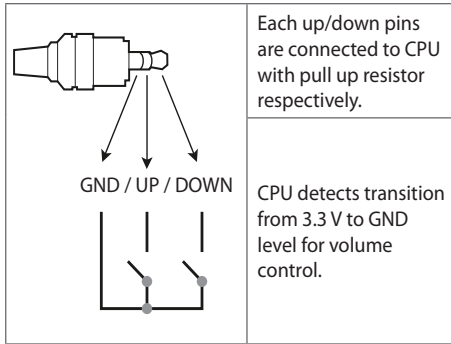 Each up/down pins
are connected to CPU
with pull up resistor
respectively.
GND / UP / DOWN
CPU detects transition
from 3.3 V to GND
level for volume
control.